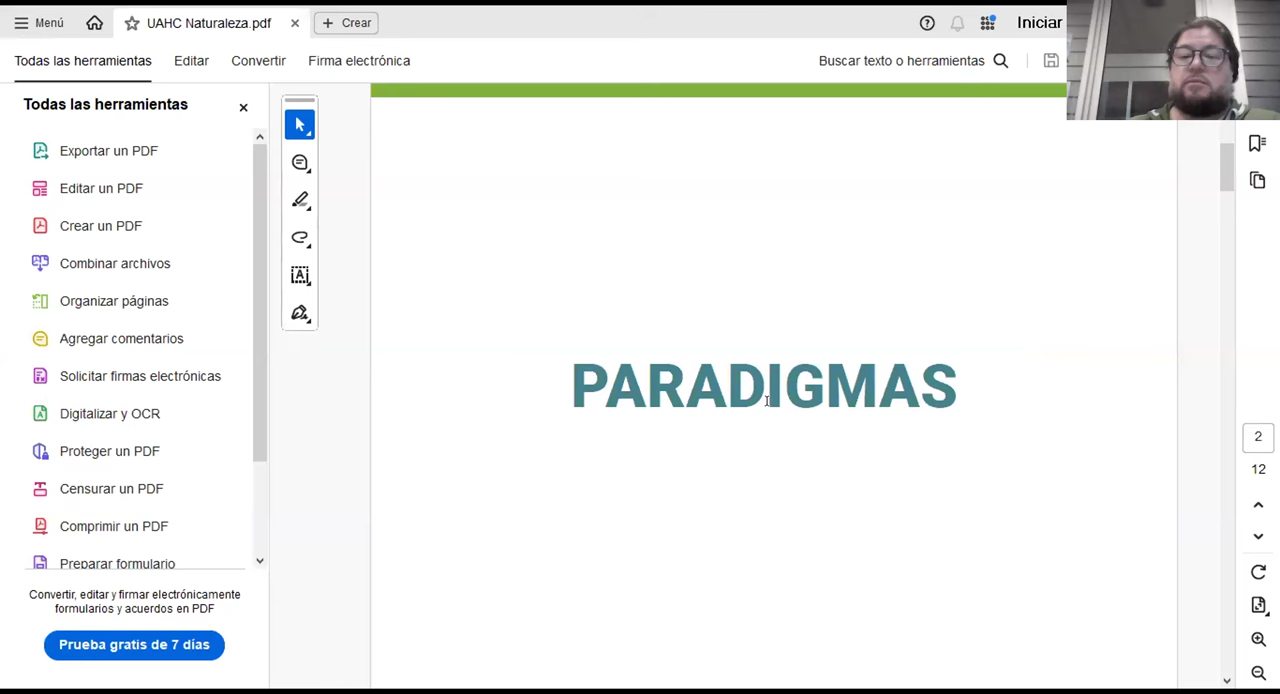 Menú
UAHC Naturaleza.pdf
Crear
Iniciar
Todas las herramientas
Editar
Convertir
Firma electrónica
Buscar texto o herramientas
Todas las herramientas
Exportar un PDF
Editar un PDF
Crear un PDF
Combinar archivos
Organizar páginas
Agregar comentarios
Solicitar firmas electrónicas
Digitalizar y OCR
Proteger un PDF
Censurar un PDF
Comprimir un PDF
Preparar formulario
Convertir, editar y firmar electrónicamente
formularios y acuerdos en PDF
Prueba gratis de 7 días
PARADIGMAS
2
12